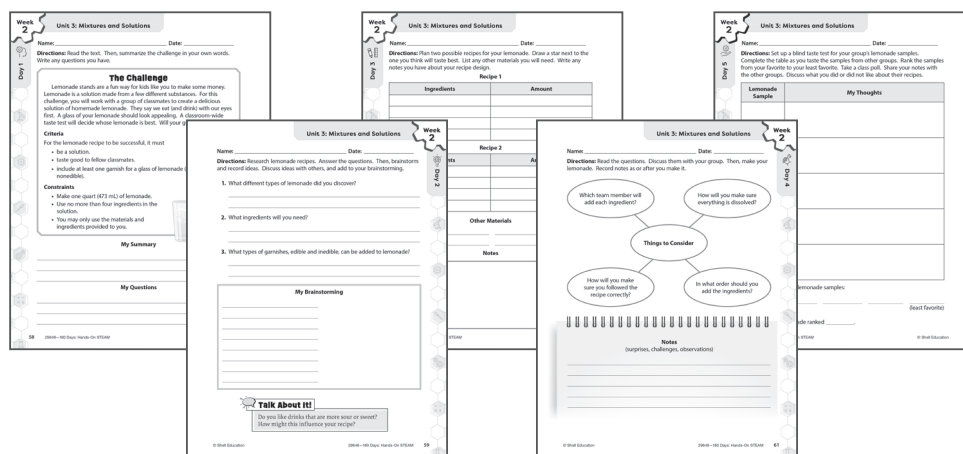 Week
2
Unit 3: Mixtures and Solutions
Name: Date:
Day 1
Directions: Read the text. Then, summarize the challenge in your own words.
Write any questions you have.
The Challenge
Lemonade stands are a fun way for kids like you to make some money.
Lemonade is a solution made from a few different substances. For this
challenge, you will work with a group of classmates to create a delicious
solution of homemade lemonade. They say we eat (and drink) with our eyes
first. A glass of your lemonade should look appealing. A classroom-wide
taste test will decide whose lemonade is best. Will your
Criteria
For the lemonade recipe to be successful, it must
• be a solution.
• taste good to fellow classmates.
• include at least one garnish for a glass of lemonade (
nonedible).
Constraints
• Make one quart (473 mL) of lemonade.
• Use no more than four ingredients in the
solution.
• You may only use the materials and
ingredients provided to you.
My Summary
My Questions
58 29648—180 Days: Hands-On STEAM
Unit 3: Mixtures and Solutions
Week
2
Name: Date:
Day 2
Directions: Research lemonade recipes. Answer the questions. Then, brainstorm
and record ideas. Discuss ideas with others, and add to your brainstorming.
1. What different types of lemonade did you discover?
2. What ingredients will you need?
3. What types of garnishes, edible and inedible, can be added to lemonade?
My Brainstorming
Talk About It!
Do you like drinks that are more sour or sweet?
How might this influence your recipe?
© Shell Education 29648—180 Days: Hands-On STEAM 59
Week
2
Unit 3: Mixtures and Solutions
Name: Date:
Day 3
Directions: Plan two possible recipes for your lemonade. Draw a star next to the
one you think will taste best. List any other materials you will need. Write any
notes you have about your recipe design.
Recipe 1
Ingredients Amount
Recipe 2
Other Materials
Notes
STEAM
Unit 3: Mixtures and Solutions
Week
2
Name: Date:
Day 4
Directions: Read the questions. Discuss them with your group. Then, make your
lemonade. Record notes as or after you make it.
Which team member will
add each ingredient?
How will you make sure
everything is dissolved?
Things to Consider
How will you make
sure you followed the
recipe correctly?
In what order should you
add the ingredients?
Notes
(surprises, challenges, observations)
© Shell Education 29648—180 Days: Hands-On STEAM 61
Week
2
Unit 3: Mixtures and Solutions
Name: Date:
Day 5
Directions: Set up a blind taste test for your group's lemonade samples.
Complete the table as you taste the samples from other groups. Rank the samples
from your favorite to your least favorite. Take a class poll. Share your notes with
the other groups. Discuss what you did or did not like about their recipes.
Lemonade
Sample
My Thoughts
lemonade samples:
(least favorite)
ranked
© Shell Education